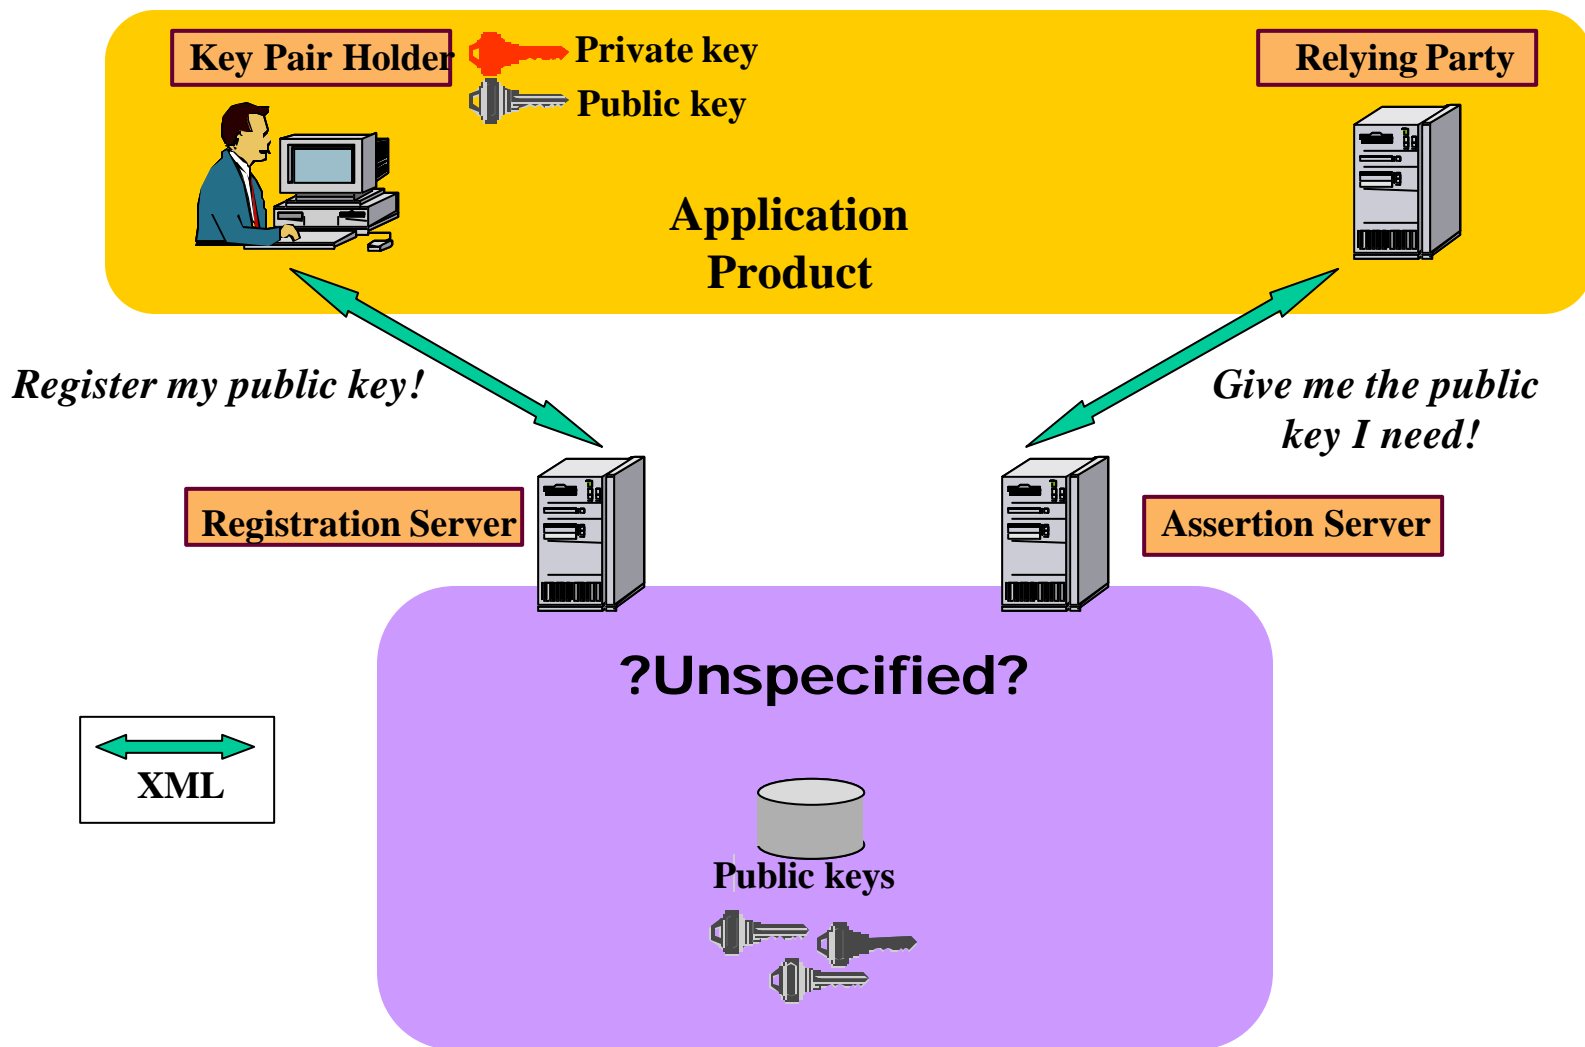 Key Pair Holder
Private key
Public key
Relying Party
Application
Product
Register my public key!
Give me the public
key I need!
Registration Server
Assertion Server
?Unspecified?
XML
Public keys